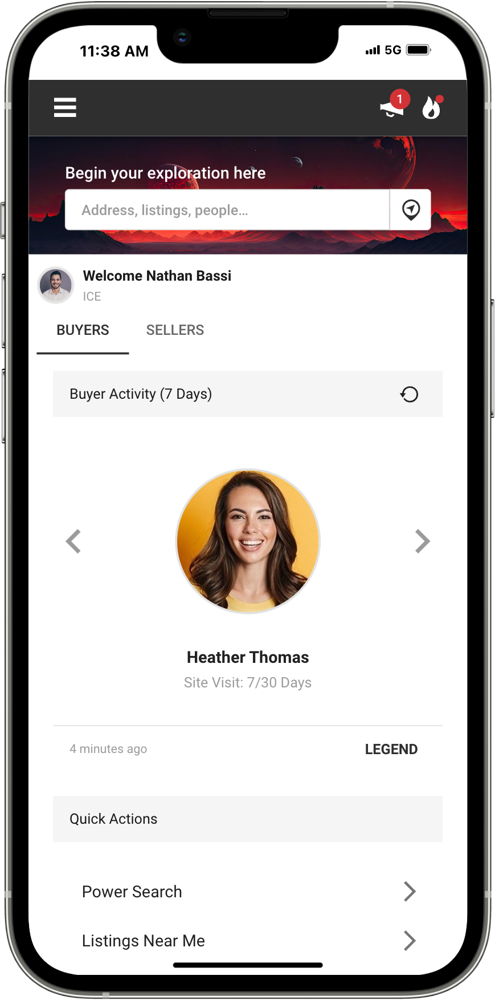 11:38 AM
5G
1
Begin your exploration here
Address, listings, people...
Welcome Nathan Bassi
ICE
BUYERS SELLERS
Buyer Activity (7 Days)
Heather Thomas
Site Visit: 7/30 Days
4 minutes ago LEGEND
Quick Actions
Power Search
Listings Near Me